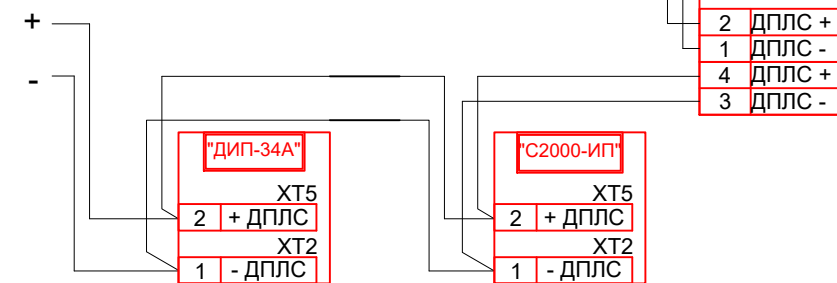 +
-
2 ДПЛС +
1 ДПЛС -
4 ДПЛС +
3 ДПЛС -
"ДИП-34А"
XT5
2 + ДПЛС
XT2
1 - ДПЛС
"С2000-ИП"
XT5
2 + ДПЛС
XT2
1 - ДПЛС